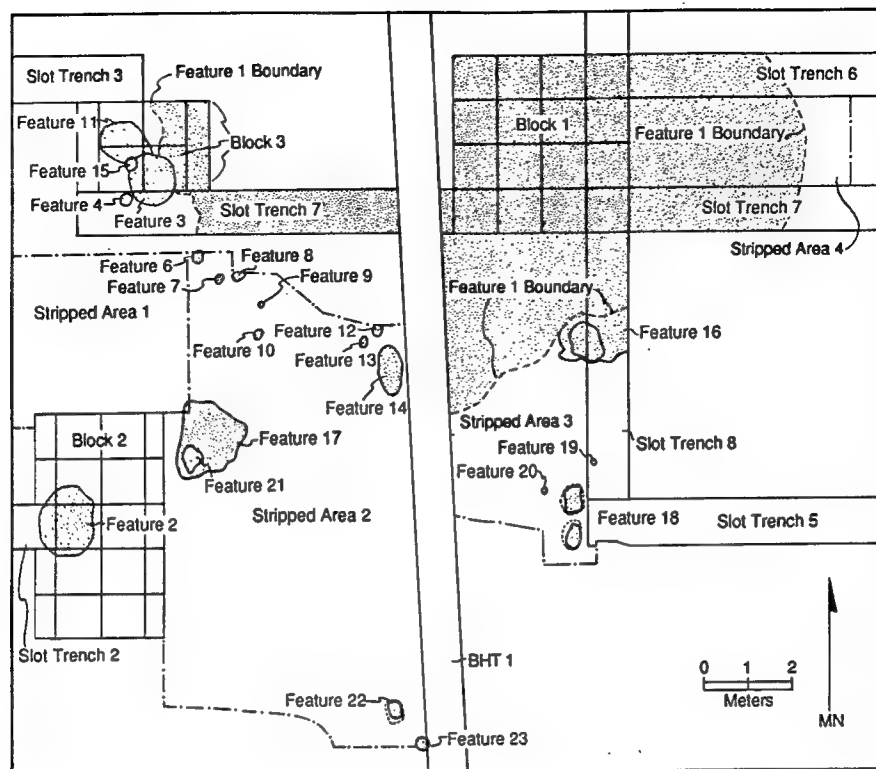 Slot Trench 3
Feature 1 Boundary
Slot Trench 6
Feature 11
Block 3
Block 1
Feature 1 Boundary
Feature 15
Feature 4
Feature 3
Slot Trench 7
Slot Trench 7
Stripped Area 4
Feature 6
Feature 8
Feature 7
Feature 9
Feature 1 Boundary
Stripped Area 1
Feature 12
Feature 16
Feature 10
Feature 13
Feature 14
Stripped Area 3
Block 2
Feature 17
Slot Trench 8
Feature 19
Feature 20
Feature 21
Feature 2
Stripped Area 2
Feature 18
Slot Trench 5
Slot Trench 2
BHT 1
0 1 2
Meters
MN
Feature 22
Feature 23